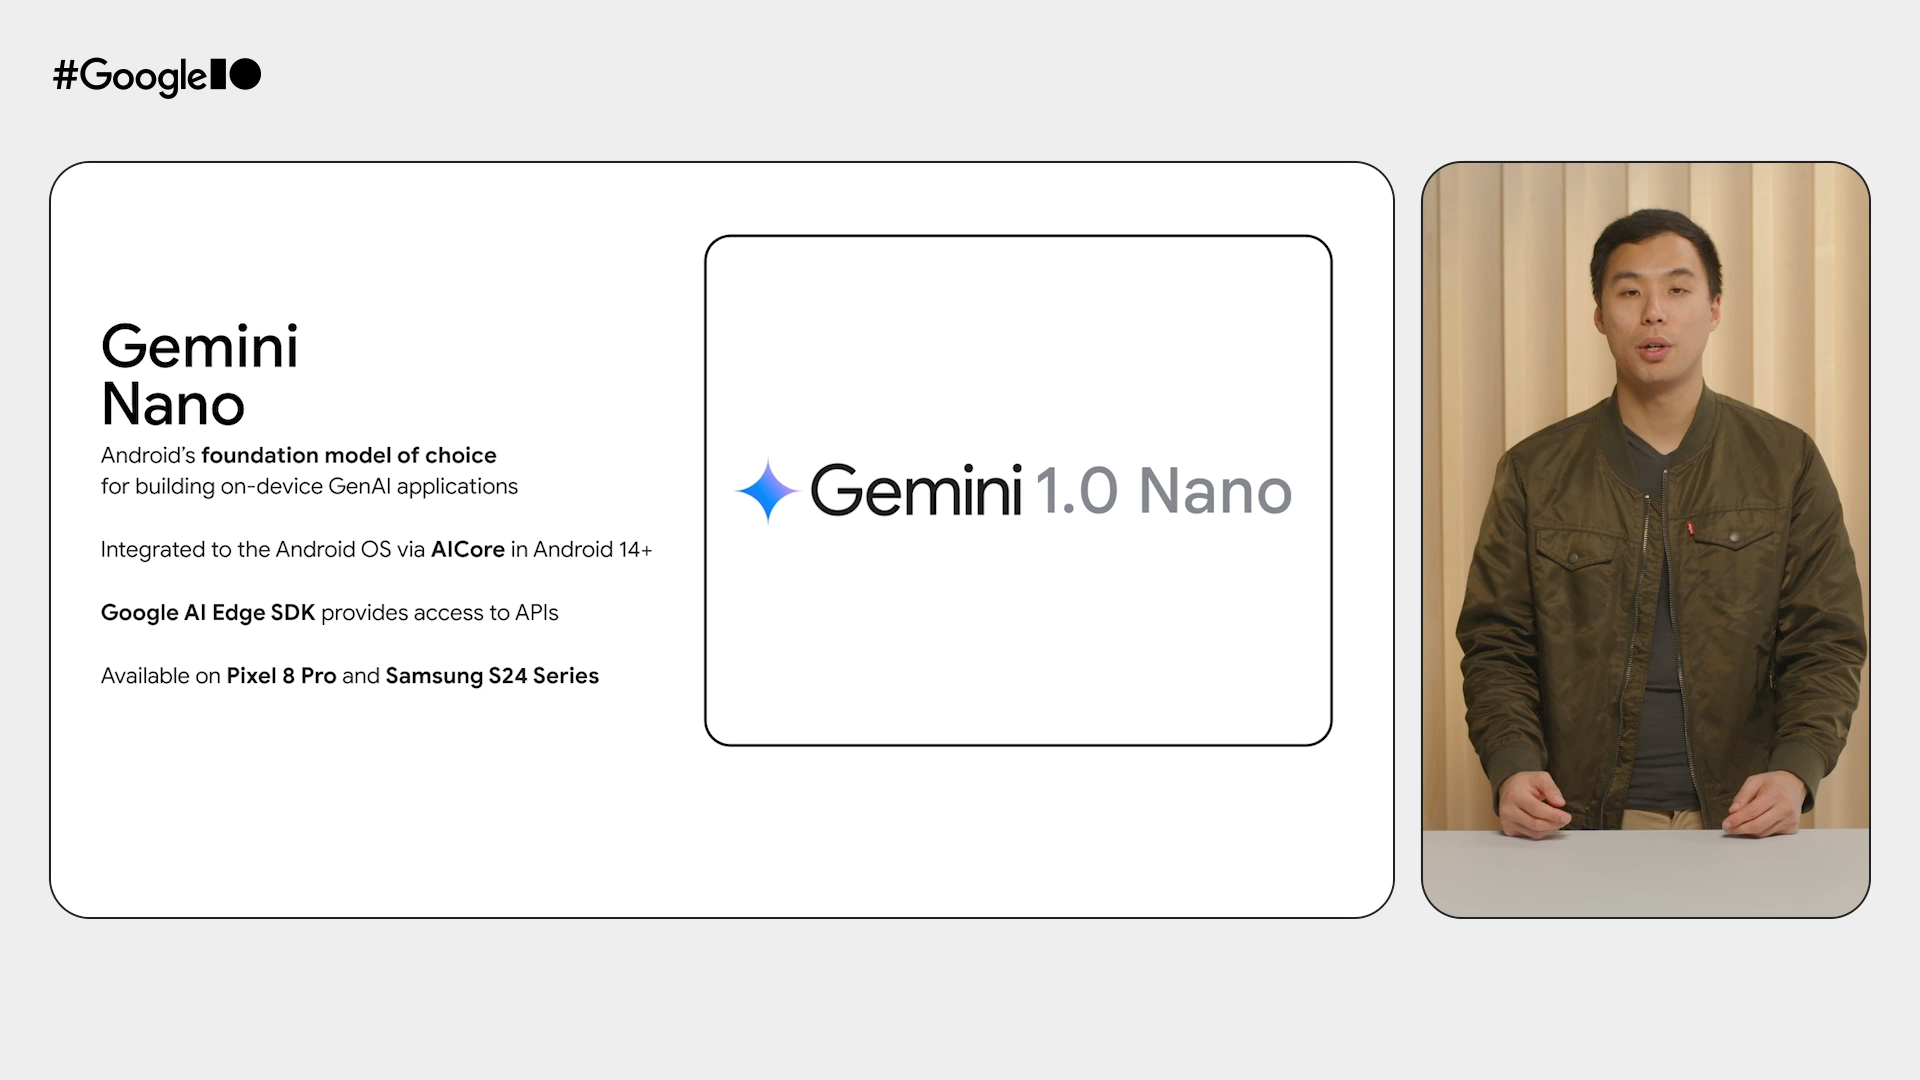 #GoogleIO
Gemini
Nano
Android's foundation model of choice
for building on-device GenAI applications
Integrated to the Android OS via AICore in Android 14+
Google AI Edge SDK provides access to APIs
Available on Pixel 8 Pro and Samsung S24 Series
Gemini 1.0 Nano